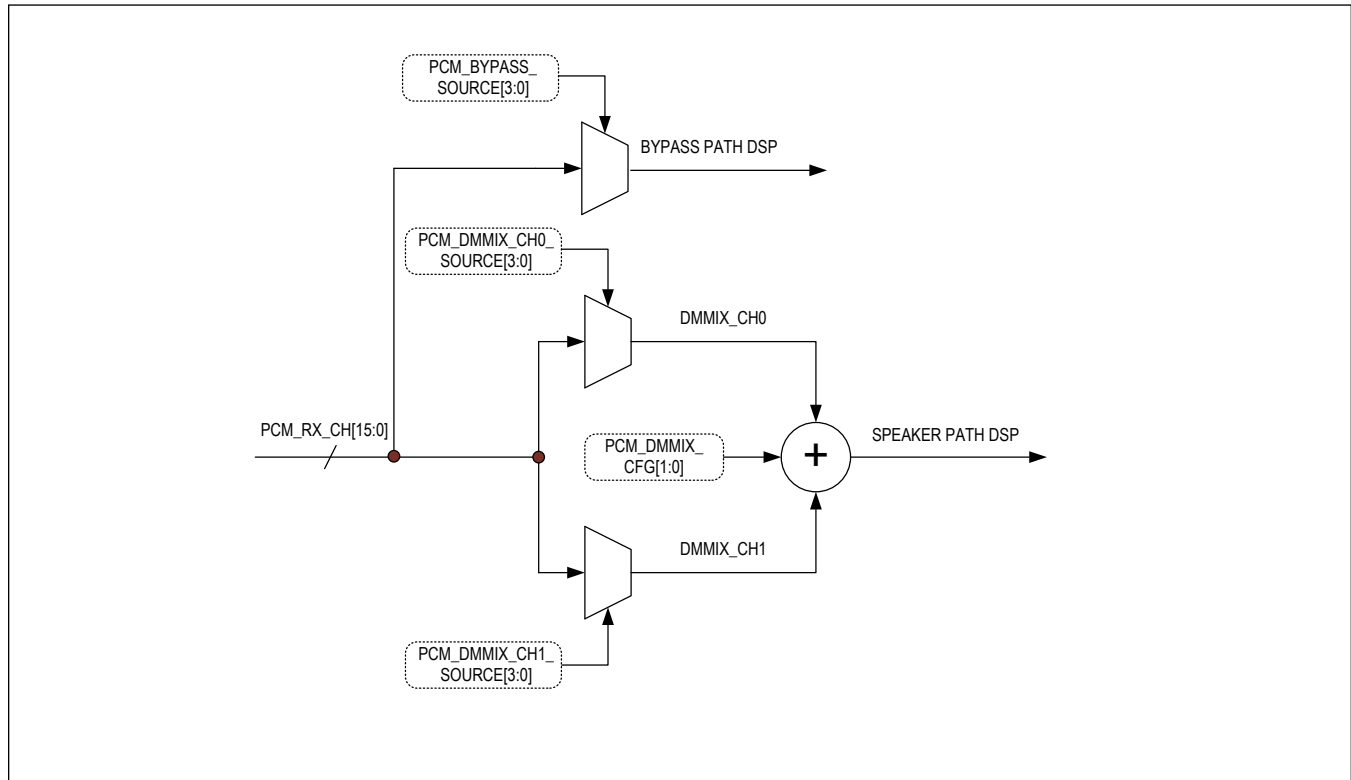 PCM_BYPASS_
SOURCE[3:0]
BYPASS PATH DSP
PCM_DMMIX_CH0_
SOURCE[3:0]
DMMIX_CH0
PCM_RX_CH[15:0]
PCM_DMMIX_
CFG[1:0]
+
SPEAKER PATH DSP
DMMIX_CH1
PCM_DMMIX_CH1_
SOURCE[3:0]